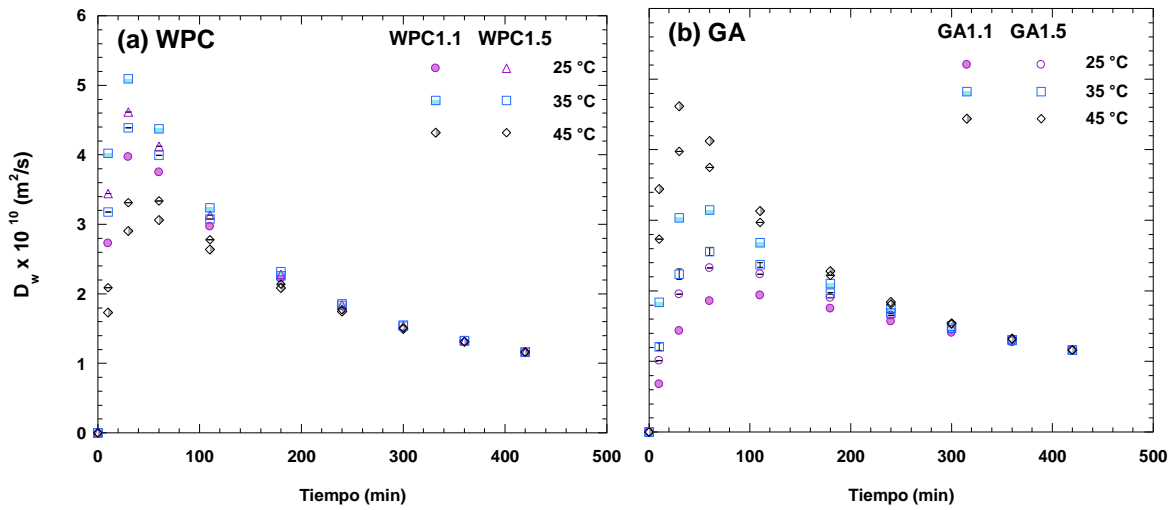 (a) WPC
WPC1.1 WPC1.5
25 °C
35 °C
45 °C
6
5
4
3
2
1
0
D_w x 10^10 (m^2/s)
0 100 200 300 400 500
Tiempo (min)
(b) GA
GA1.1 GA1.5
25 °C
35 °C
45 °C
0 100 200 300 400 500
Tiempo (min)